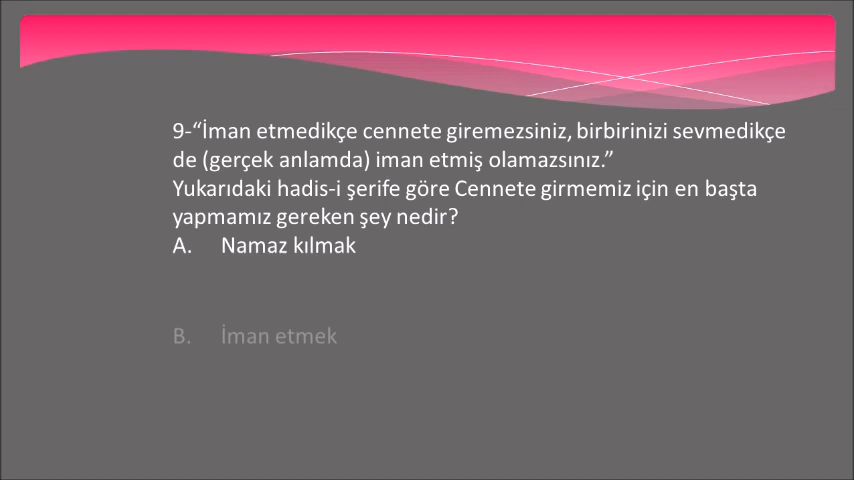 9-“İman etmedikçe cennete giremezsiniz, birbirinizi sevmedikçe
de (gerçek anlamda) iman etmiş olamazsınız.”
Yukarıdaki hadis-i şerife göre Cennete girmemiz için en başta
yapmamız gereken şey nedir?
A. Namaz kılmak
B. İman etmek